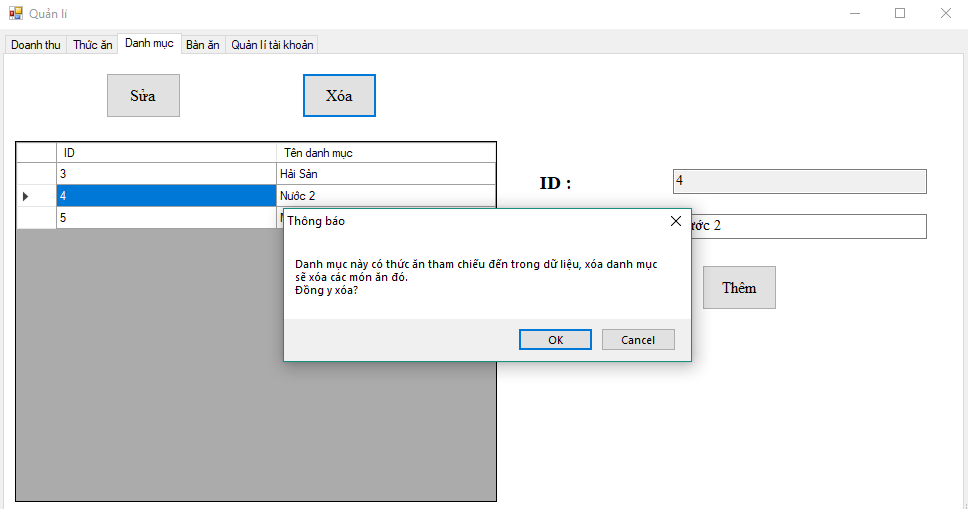 Quản lí
Doanh thu Thức ăn Danh mục Bàn ăn Quản lí tài khoản
Sửa Xóa
ID Tên danh mục
3 Hải Sản
4 Nước 2
5
ID : 4
2
Thêm
Thông báo
Danh mục này có thức ăn tham chiếu đến trong dữ liệu, xóa danh mục
sẽ xóa các món ăn đó.
Đồng y xóa?
OK Cancel